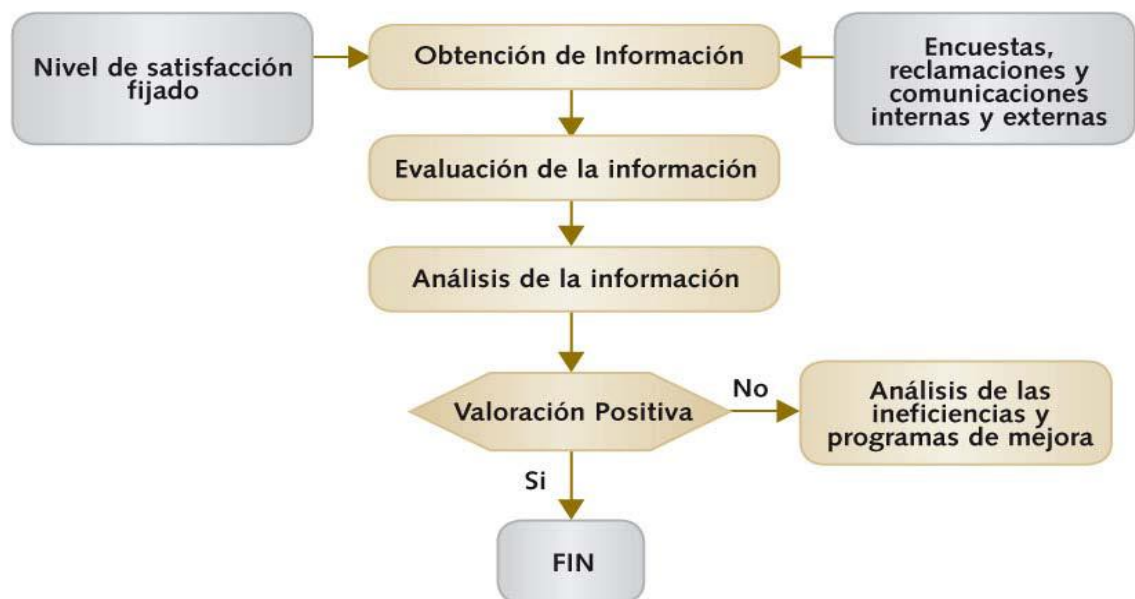 Nivel de satisfacción
fijado
Obtención de Información
Encuestas,
reclamaciones y
comunicaciones
internas y externas
Evaluación de la información
Análisis de la información
Valoración Positiva
No
Análisis de las
ineficiencias y
programas de mejora
Si
FIN